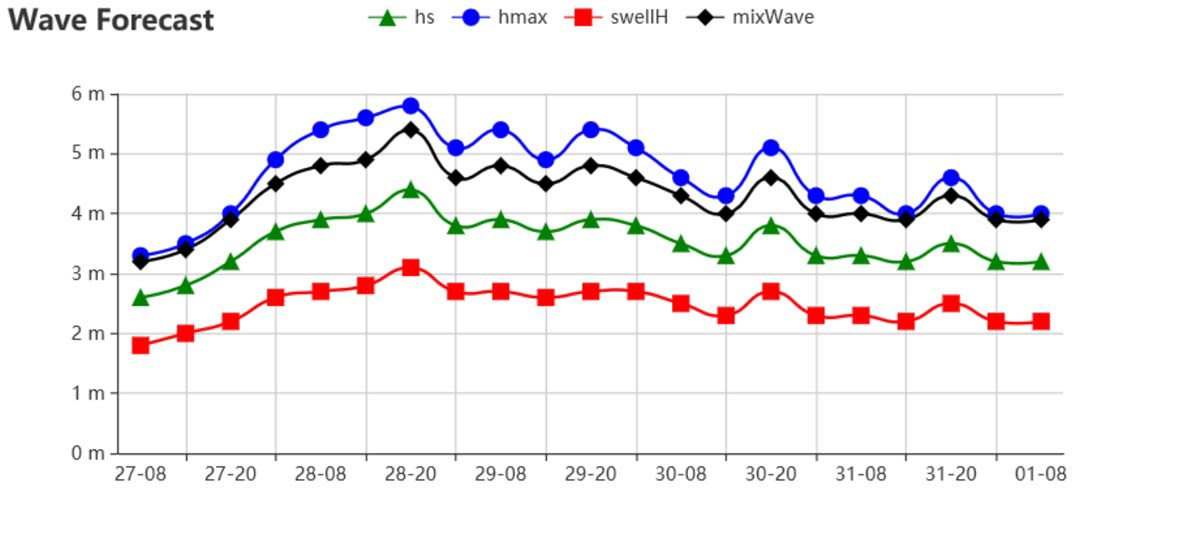 Wave Forecast
hs hmax swellH mixWave
6 m
5 m
4 m
3 m
2 m
1 m
0 m
27-08 27-20 28-08 28-20 29-08 29-20 30-08 30-20 31-08 31-20 01-08